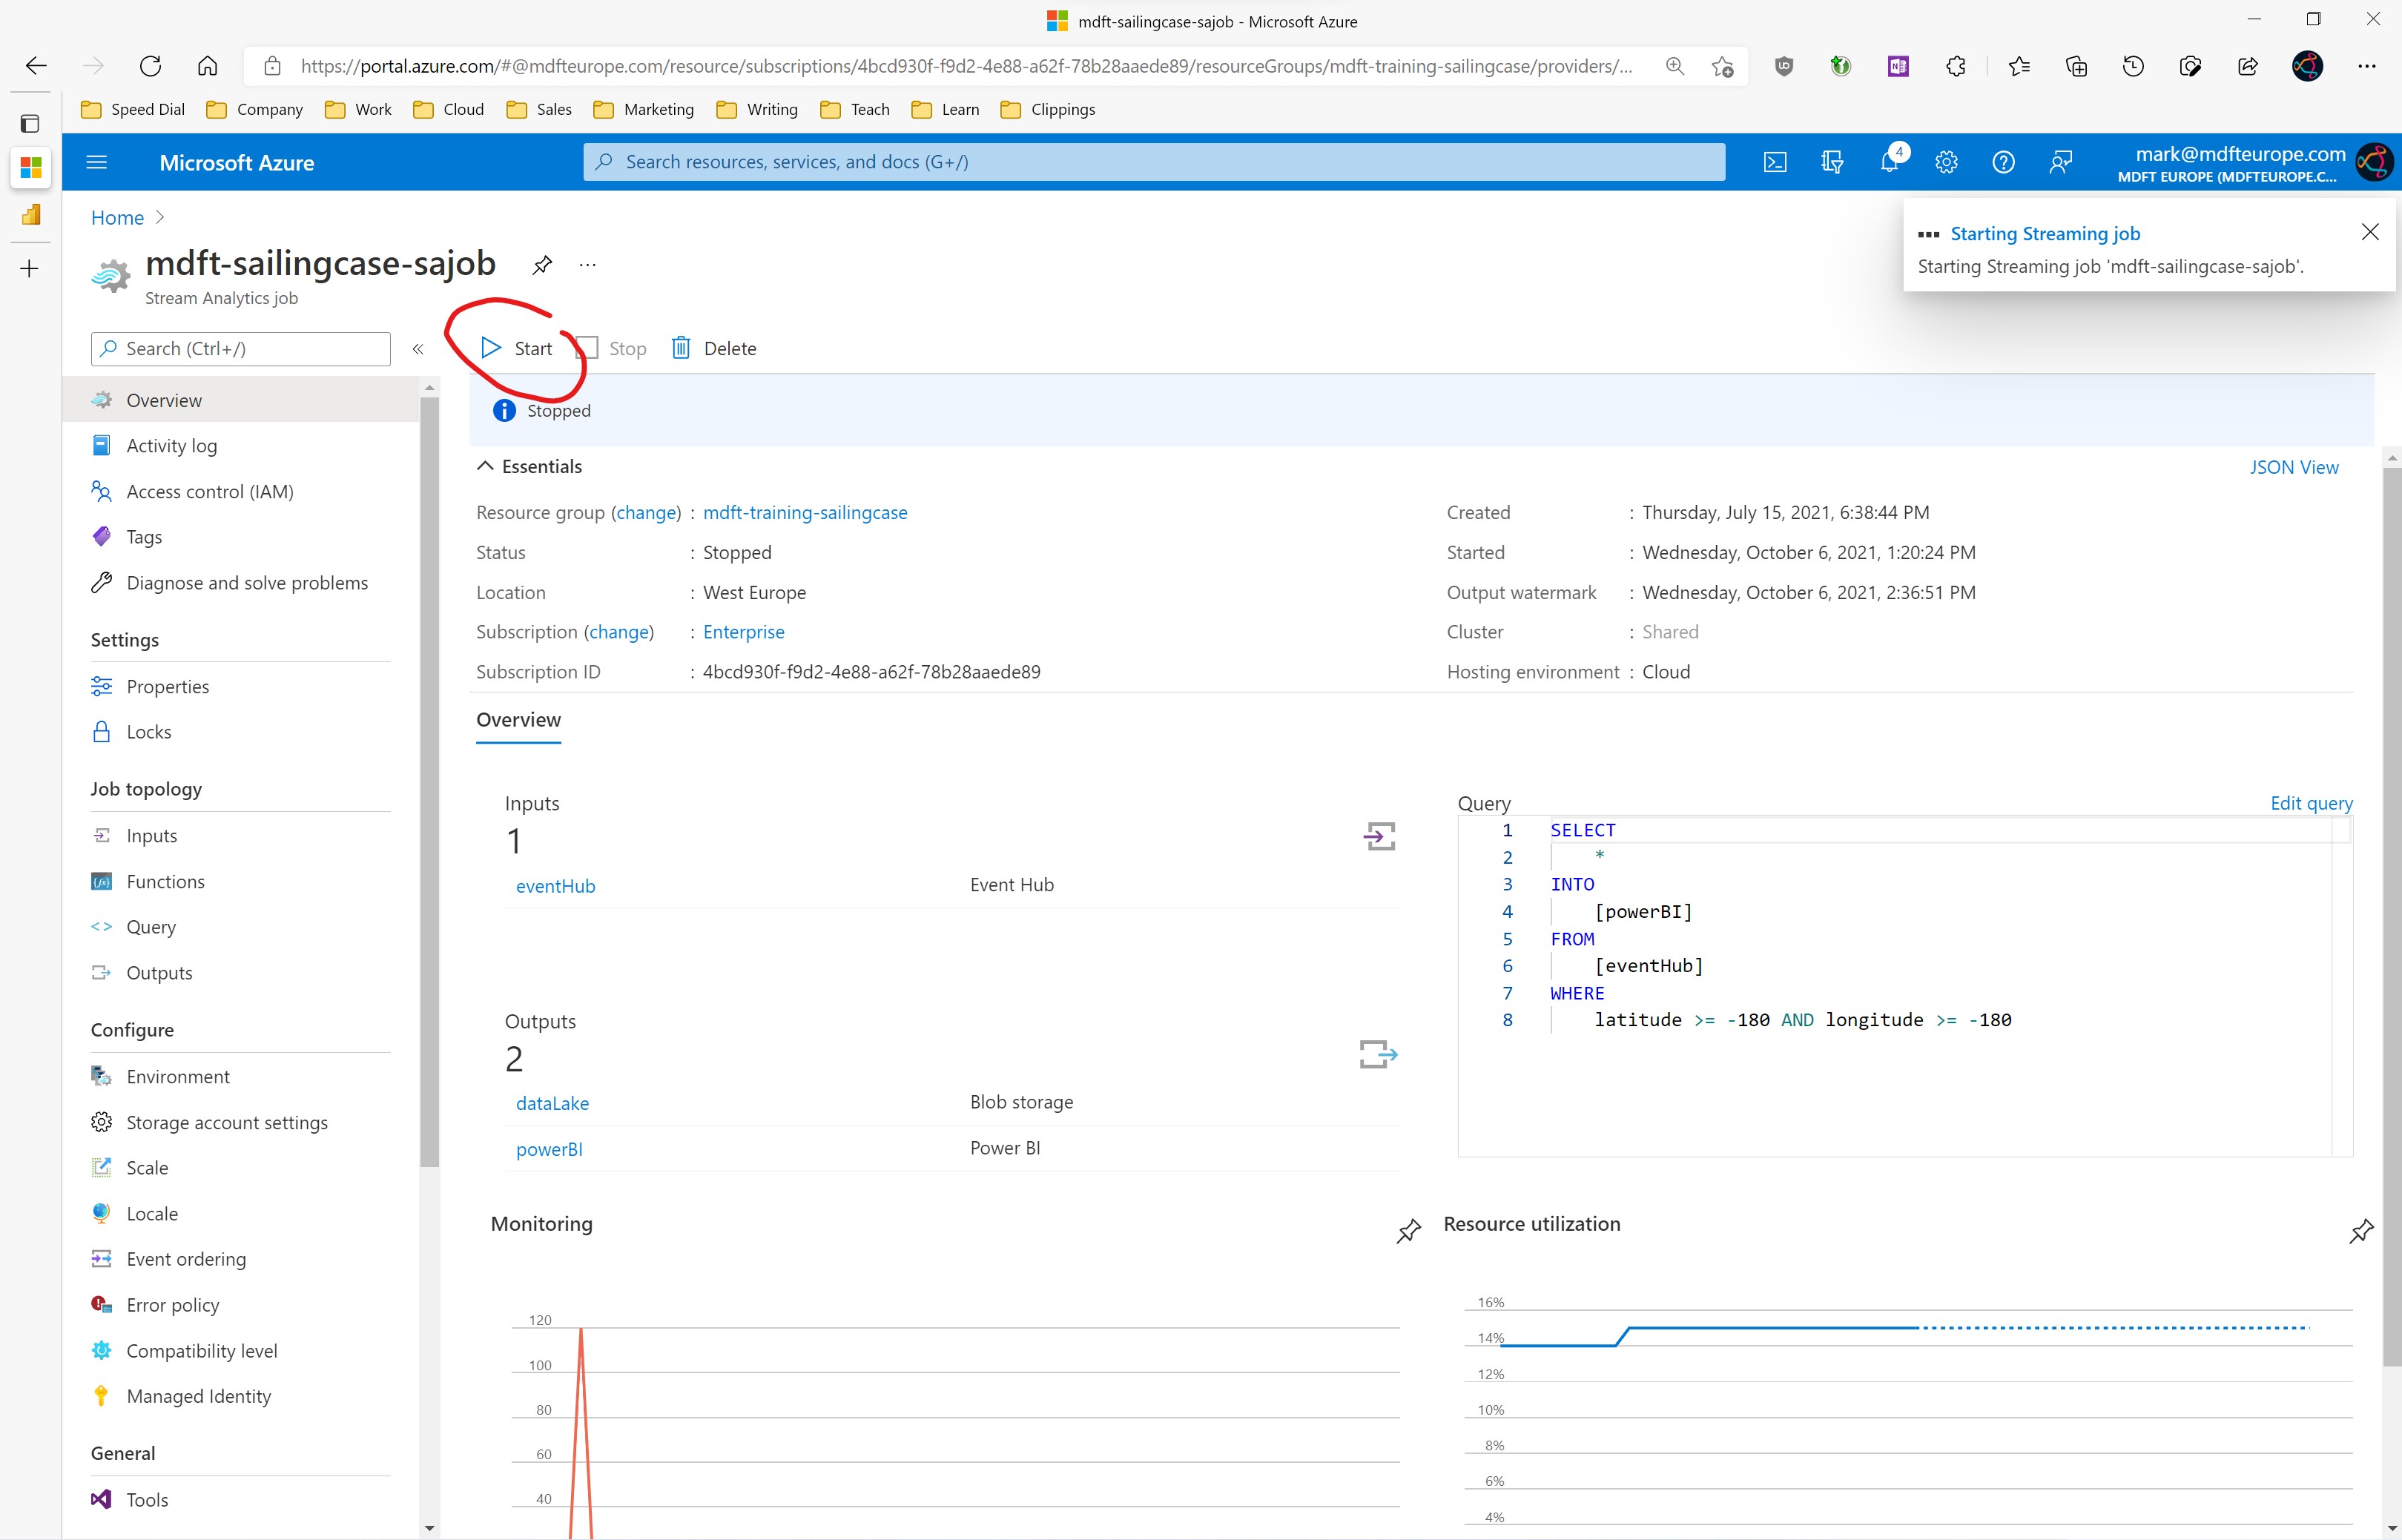 mdft-sailingcase-sajob - Microsoft Azure
https://portal.azure.com/#@mdfteurope.com/resource/subscriptions/4bcd930f-f9d2-4e88-a62f-78b28aaede89/resourceGroups/mdft-training-sailingcase/providers/...
Speed Dial Company Work Cloud Sales Marketing Writing Teach Learn Clippings
Microsoft Azure
Search resources, services, and docs (G+/)
4
mark@mdfteurope.com
MDFT EUROPE (MDFTEUROPE.C...
Home
Starting Streaming job
Starting Streaming job 'mdft-sailingcase-sajob'.
mdft-sailingcase-sajob
Stream Analytics job
Search (Ctrl+/)
«
Start Stop Delete
Overview
Activity log
Access control (IAM)
Tags
Diagnose and solve problems
Settings
Properties
Locks
Job topology
Inputs
Functions
Query
Outputs
Configure
Environment
Storage account settings
Scale
Locale
Event ordering
Error policy
Compatibility level
Managed Identity
General
Tools
Stopped
Essentials
JSON View
Resource group (change) : mdft-training-sailingcase
Status : Stopped
Location : West Europe
Subscription (change) : Enterprise
Subscription ID : 4bcd930f-f9d2-4e88-a62f-78b28aaede89
Created : Thursday, July 15, 2021, 6:38:44 PM
Started : Wednesday, October 6, 2021, 1:20:24 PM
Output watermark : Wednesday, October 6, 2021, 2:36:51 PM
Cluster : Shared
Hosting environment : Cloud
Overview
Inputs
1
eventHub Event Hub
Outputs
2
dataLake Blob storage
powerBI Power BI
Query
Edit query
1 SELECT
2 *
3 INTO
4 [powerBI]
5 FROM
6 [eventHub]
7 WHERE
8 latitude >= -180 AND longitude >= -180
Monitoring
120
100
80
60
40
Resource utilization
16%
14%
12%
10%
8%
6%
4%